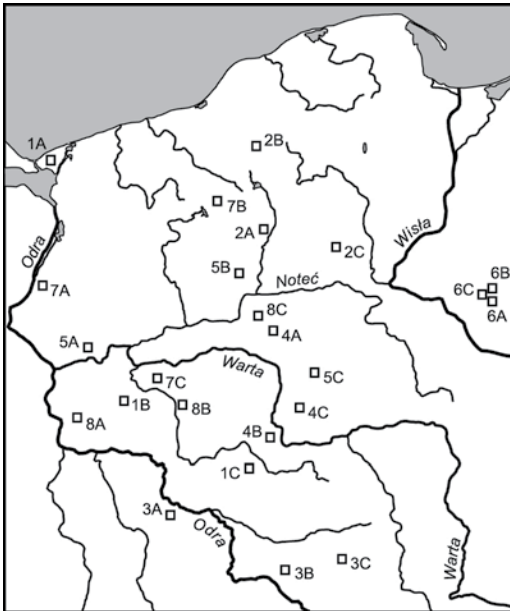 1A
2B
7B
2A
2C
Wisła
Odra
5B
6B
Noteć
6C
7A
6A
8C
4A
5A
Warta
7C
5C
1B
8B
4C
8A
4B
1C
3A
Odra
3C
3B
Warta